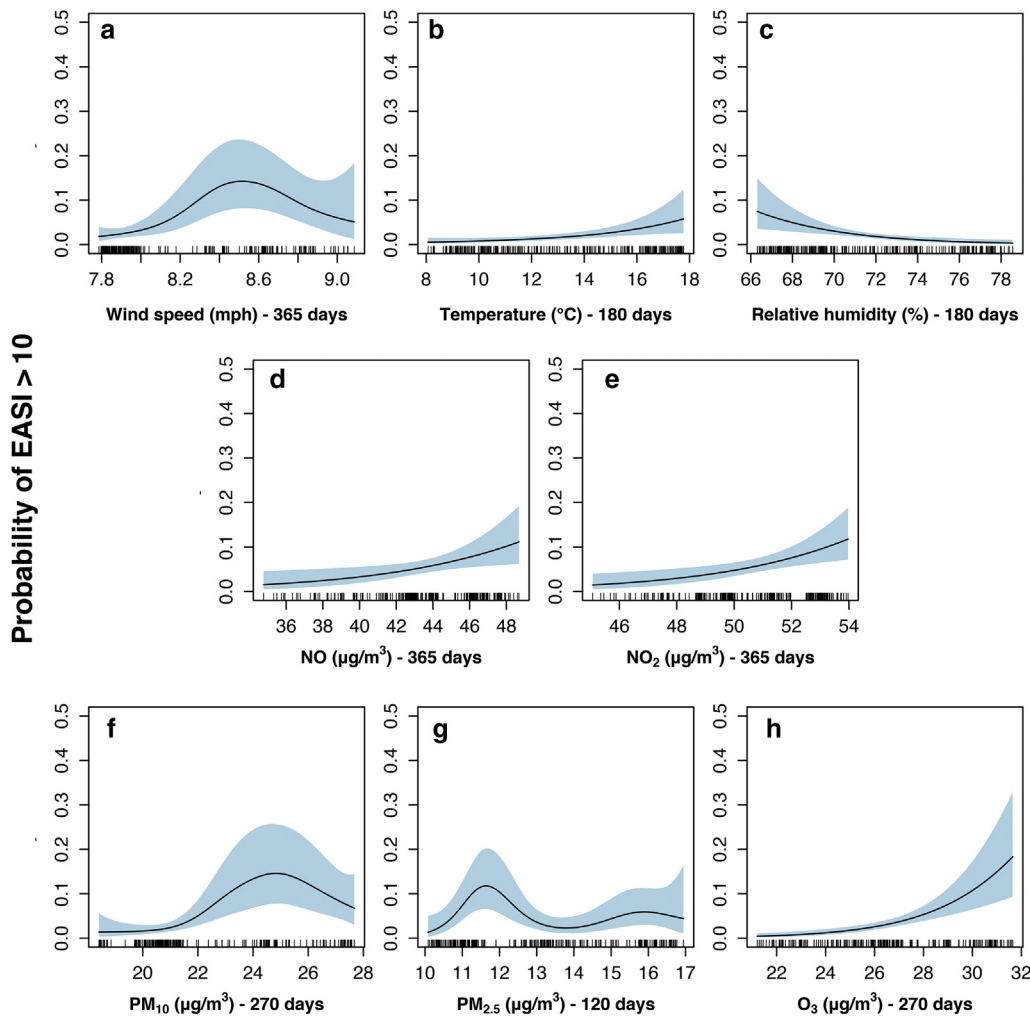 Probability of EASI > 10
a
0.5
0.4
0.3
0.2
0.1
0.0
7.8 8.2 8.6 9.0
Wind speed (mph) - 365 days
b
0.5
0.4
0.3
0.2
0.1
0.0
8 10 12 14 16 18
Temperature (°C) - 180 days
c
0.5
0.4
0.3
0.2
0.1
0.0
66 68 70 72 74 76 78
Relative humidity (%) - 180 days
d
0.5
0.4
0.3
0.2
0.1
0.0
36 38 40 42 44 46 48
NO (µg/m³) - 365 days
e
0.5
0.4
0.3
0.2
0.1
0.0
46 48 50 52 54
NO₂ (µg/m³) - 365 days
f
0.5
0.4
0.3
0.2
0.1
0.0
20 22 24 26 28
PM₁₀ (µg/m³) - 270 days
g
0.5
0.4
0.3
0.2
0.1
0.0
10 11 12 13 14 15 16 17
PM₂.₅ (µg/m³) - 120 days
h
0.5
0.4
0.3
0.2
0.1
0.0
22 24 26 28 30 32
O₃ (µg/m³) - 270 days